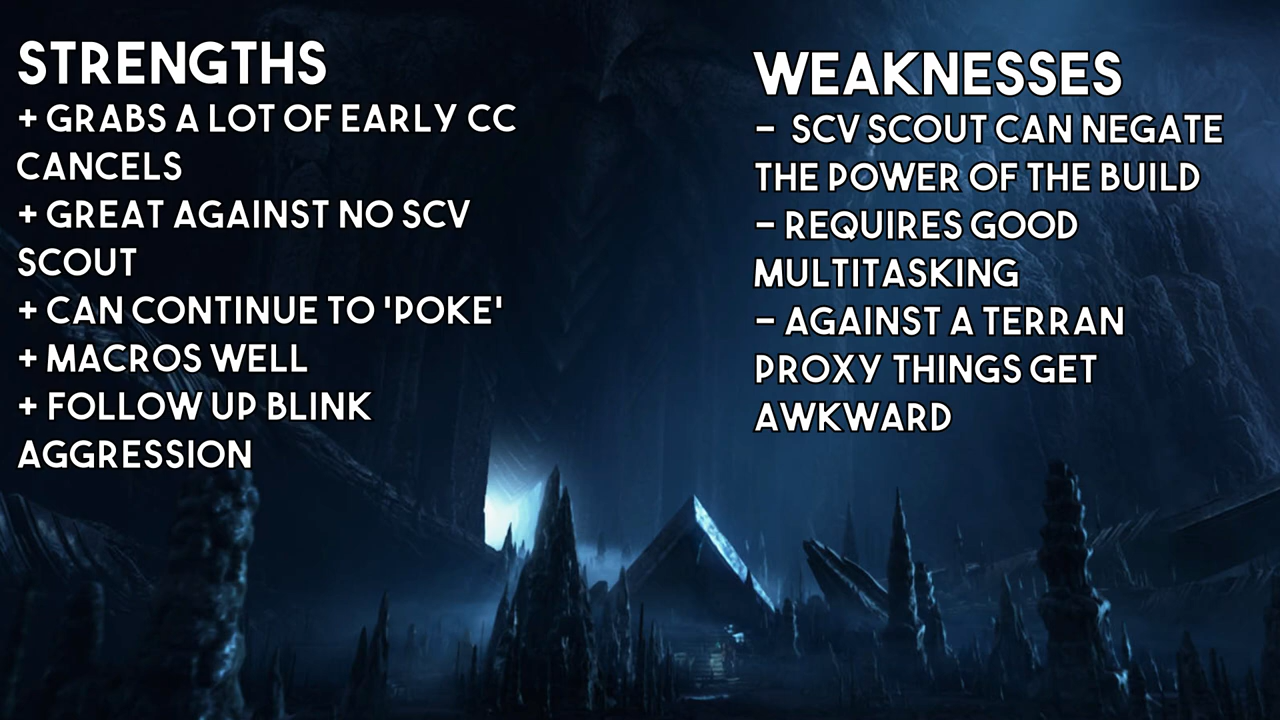 STRENGTHS
+ GRABS A LOT OF EARLY CC
CANCELS
+ GREAT AGAINST NO SCV
SCOUT
+ CAN CONTINUE TO 'POKE'
+ MACROS WELL
+ FOLLOW UP BLINK
AGGRESSION
WEAKNESSES
- SCV SCOUT CAN NEGATE
THE POWER OF THE BUILD
- REQUIRES GOOD
MULTITASKING
- AGAINST A TERRAN
PROXY THINGS GET
AWKWARD